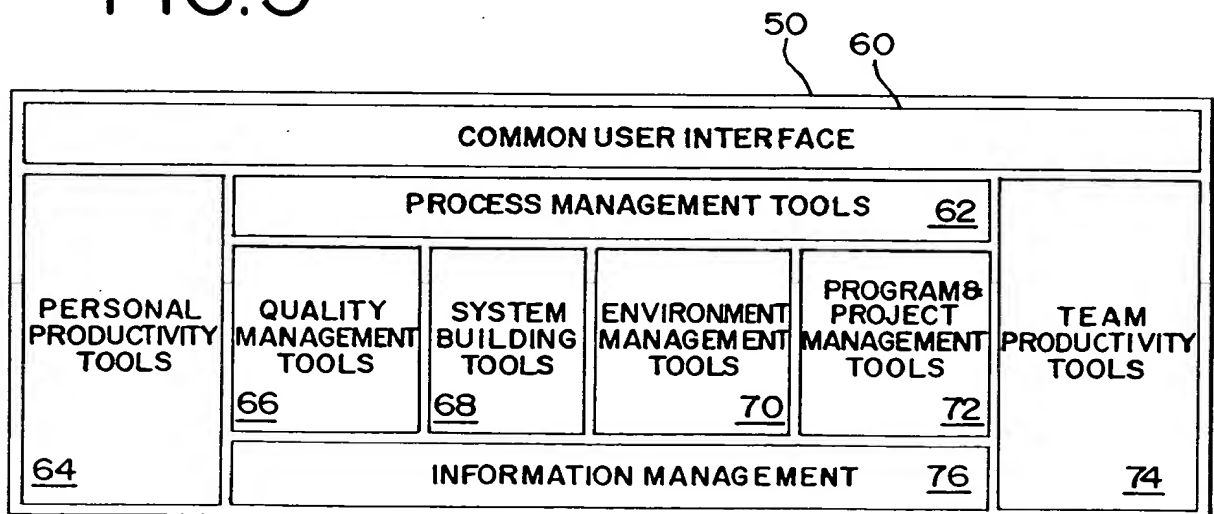 50
60
COMMON USER INTERFACE
PROCESS MANAGEMENT TOOLS 62
PERSONAL
PRODUCTIVITY
TOOLS
64
QUALITY
MANAGEMENT
TOOLS
66
SYSTEM
BUILDING
TOOLS
68
ENVIRONMENT
MANAGEMENT
TOOLS
70
PROGRAM&
PROJECT
MANAGEMENT
TOOLS
72
TEAM
PRODUCTIVITY
TOOLS
74
INFORMATION MANAGEMENT 76